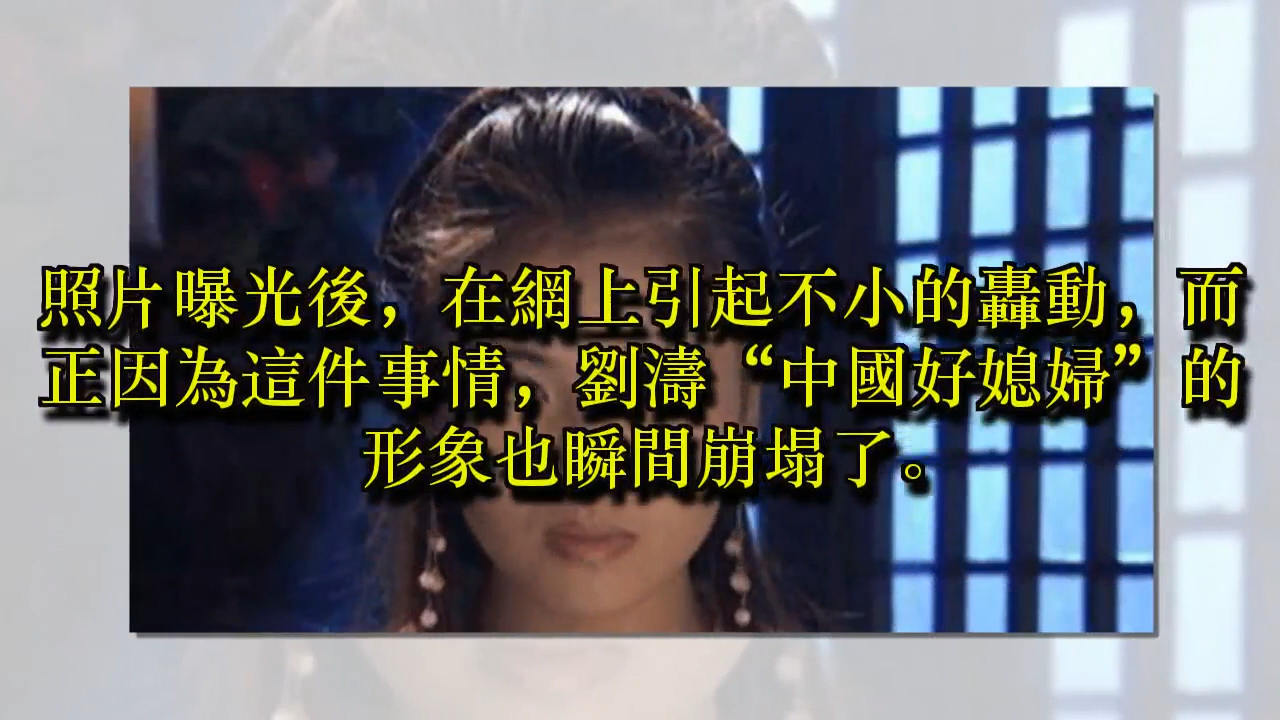 照片曝光後，在網上引起不小的轟動，而
正因為這件事情，劉濤“中國好媳婦”的
形象也瞬間崩塌了。